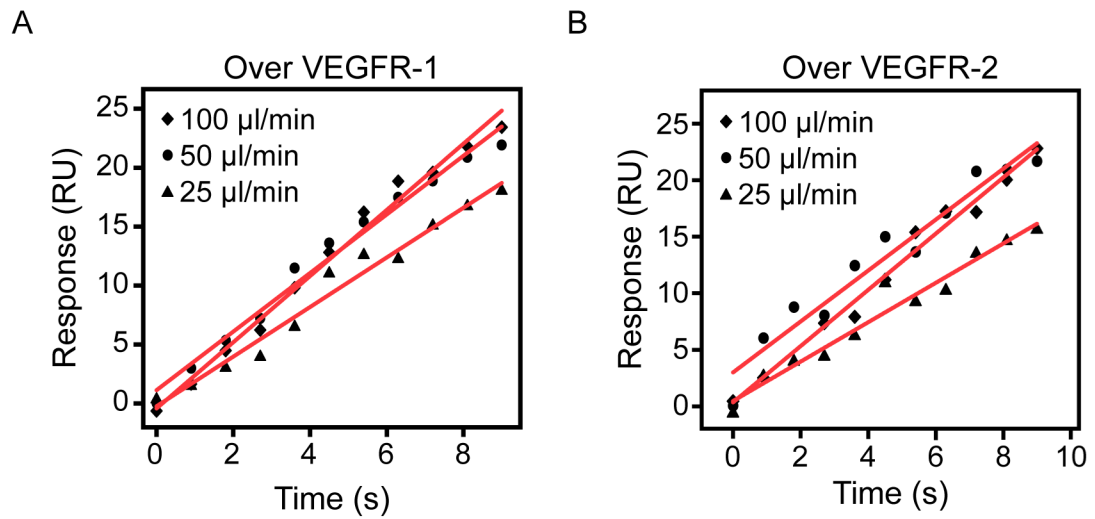 A
Over VEGFR-1
100 µl/min
50 µl/min
25 µl/min
25
20
15
10
5
0
Response (RU)
0 2 4 6 8
Time (s)
B
Over VEGFR-2
100 µl/min
50 µl/min
25 µl/min
25
20
15
10
5
0
Response (RU)
0 2 4 6 8 10
Time (s)